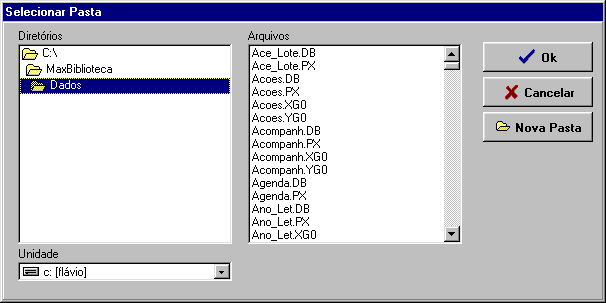 Selecionar Pasta
Diretórios
C:\
MaxBiblioteca
Dados
Arquivos
Ace_Lote.DB
Ace_Lote.PX
Acoes.DB
Acoes.PX
Acoes.XG0
Acoes.YG0
Acompanh.DB
Acompanh.PX
Acompanh.XG0
Acompanh.YG0
Agenda.DB
Agenda.PX
Ano_Let.DB
Ano_Let.PX
Ano_Let.XG0
Ok
Cancelar
Nova Pasta
Unidade
c: [flávio]